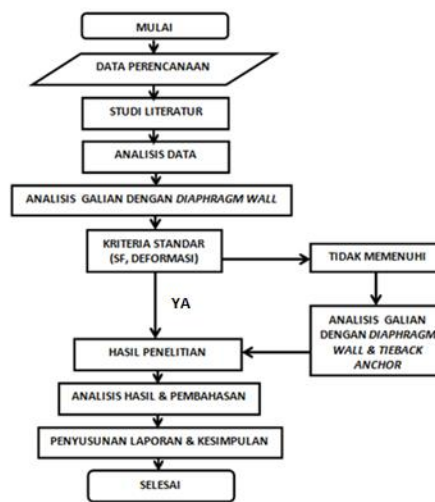 MULAI
DATA PERENCANAAN
STUDI LITERATUR
ANALISIS DATA
ANALISIS GALIAN DENGAN DIAPHRAGM WALL
KRITERIA STANDAR
(SF, DEFORMASI)
TIDAK MEMENUHI
YA
ANALISIS GALIAN
DENGAN DIAPHRAGM
WALL & TIEBACK
ANCHOR
HASIL PENELITIAN
ANALISIS HASIL & PEMBAHASAN
PENYUSUNAN LAPORAN & KESIMPULAN
SELESAI